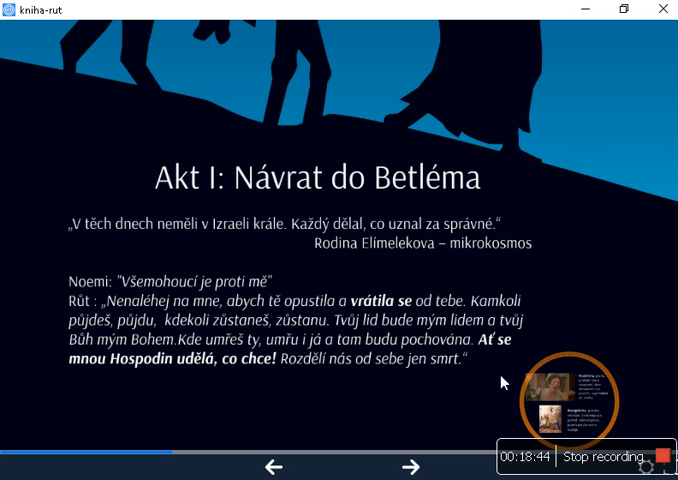 kniha-rut
Akt I: Návrat do Betléma
„V těch dnech neměli v Izraeli krále. Každý dělal, co uznal za správné.“
Rodina Elímelekova – mikrokosmos
Noemi: "Všemohoucí je proti mě"
Růt : „Nenaléhej na mne, abych tě opustila a vrátila se od tebe. Kamkoli
půjdeš, půjdu,  kdekoli zůstaneš, zůstanu. Tvůj lid bude mým lidem a tvůj
Bůh mým Bohem.Kde umřeš ty, umřu i já a tam budu pochována. Ať se
mnou Hospodin udělá, co chce! Rozdělí nás od sebe jen smrt.“
00:18:44 Stop recording